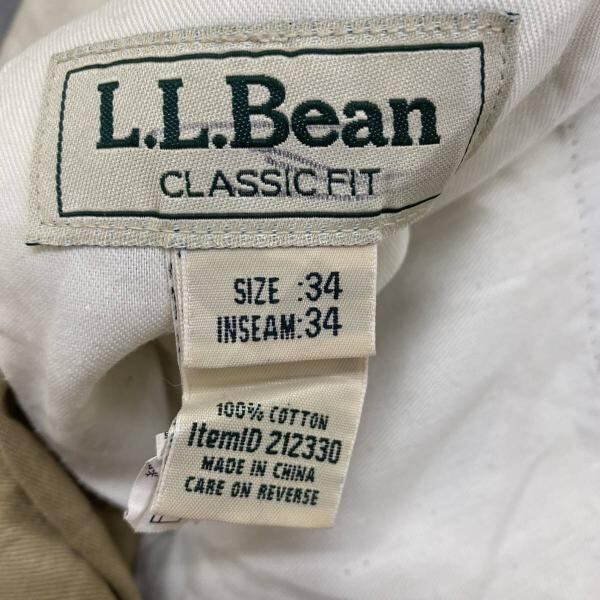 L.L.Bean
CLASSIC FIT
SIZE :34
INSEAM:34
100% COTTON
ItemID 212330
MADE IN CHINA
CARE ON REVERSE